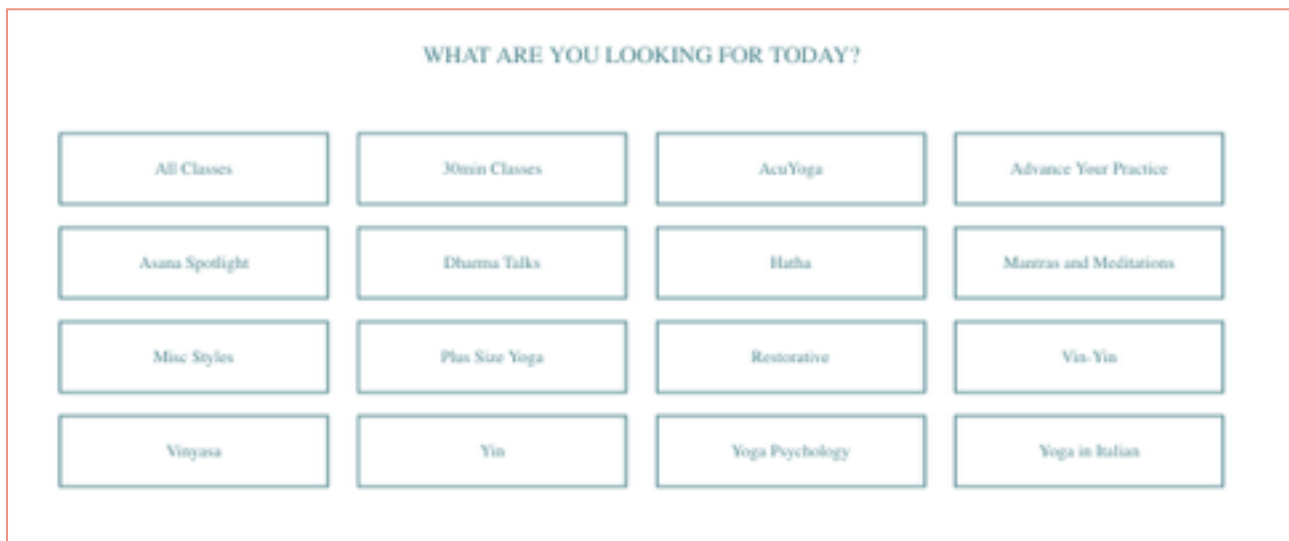 WHAT ARE YOU LOOKING FOR TODAY?
All Classes
30min Classes
AcuYoga
Advance Your Practice
Asana Spotlight
Dharma Talks
Hatha
Mantras and Meditations
Misc Styles
Plus Size Yoga
Restorative
Vin-Yin
Vinyasa
Yin
Yoga Psychology
Yoga in Italian